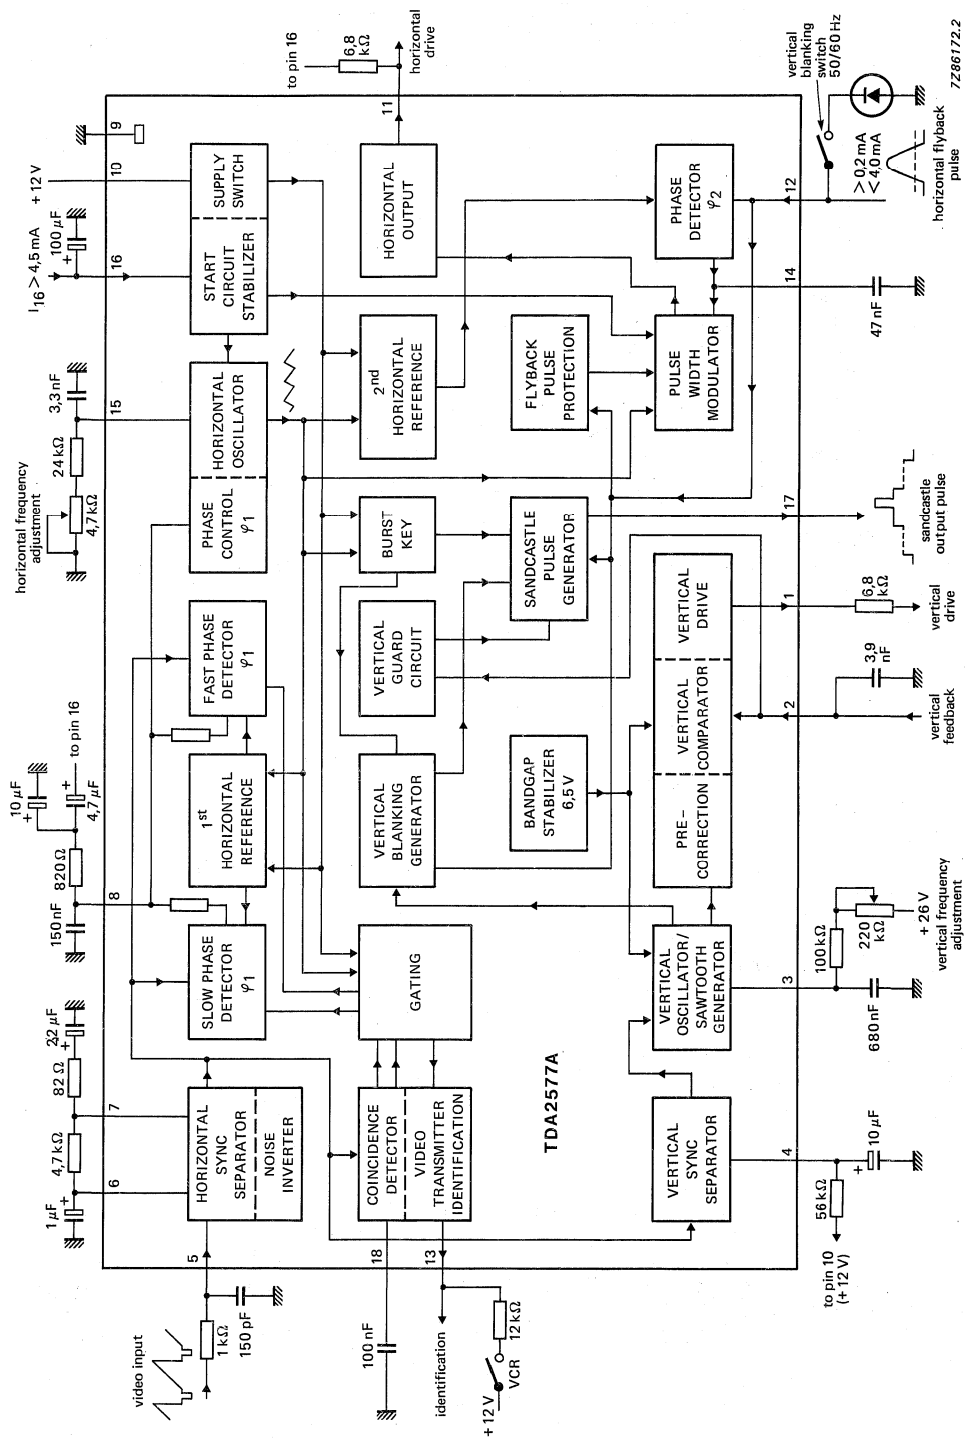 video input
1 kΩ
150 pF
5
1 µF
+
6
4,7 kΩ
7
82 Ω
2,2 µF
+
150 nF
8
820 Ω
10 µF
+
4,7 µF
+
to pin 16
horizontal frequency
adjustment
4,7 kΩ
24 kΩ
3,3 nF
15
I16 > 4,5 mA
100 µF
+
16
+ 12 V
10
9
to pin 16
6,8
kΩ
11
horizontal
drive
HORIZONTAL
SYNC
SEPARATOR
NOISE
INVERTER
SLOW PHASE
DETECTOR
φ1
1st
HORIZONTAL
REFERENCE
FAST PHASE
DETECTOR
φ1
PHASE
CONTROL
φ1
HORIZONTAL
OSCILLATOR
START
CIRCUIT
STABILIZER
SUPPLY
SWITCH
COINCIDENCE
DETECTOR
VIDEO
TRANSMITTER
IDENTIFICATION
GATING
VERTICAL
BLANKING
GENERATOR
VERTICAL
GUARD
CIRCUIT
BURST
KEY
2nd
HORIZONTAL
REFERENCE
HORIZONTAL
OUTPUT
TDA2577A
BANDGAP
STABILIZER
6,5 V
SANDCASTLE
PULSE
GENERATOR
FLYBACK
PULSE
PROTECTION
VERTICAL
SYNC
SEPARATOR
VERTICAL
OSCILLATOR/
SAWTOOTH
GENERATOR
PRE-
CORRECTION
VERTICAL
COMPARATOR
VERTICAL
DRIVE
PULSE
WIDTH
MODULATOR
PHASE
DETECTOR
φ2
18
100 nF
13
identification
+12 V
VCR
12 kΩ
4
56 kΩ
to pin 10
(+ 12 V)
10 µF
+
3
100 kΩ
680 nF
220
kΩ
+ 26 V
vertical frequency
adjustment
2
3,9
nF
vertical
feedback
1
6,8
kΩ
vertical
drive
17
sandcastle
output pulse
14
47 nF
12
> 0,2 mA
< 4,0 mA
horizontal flyback
pulse
vertical
blanking
switch
50/60 Hz
7Z86172.2